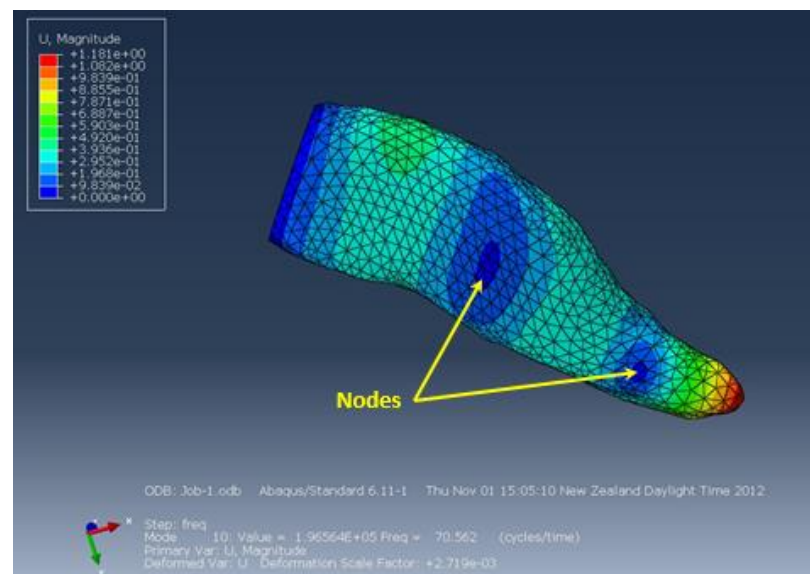 U, Magnitude
+1.181e+00
+1.082e+00
+9.839e-01
+8.855e-01
+7.871e-01
+6.887e-01
+5.903e-01
+4.920e-01
+3.936e-01
+2.952e-01
+1.968e-01
+9.839e-02
+0.000e+00
Nodes
ODB: Job-1.odb Abaqus/Standard 6.11-1 Thu Nov 01 15:05:10 New Zealand Daylight Time 2012
X
Step: freq
Mode 10: Value = 1.96564E+05 Freq = 70.562 (cycles/time)
Primary Var: U, Magnitude
Deformed Var: U Deformation Scale Factor: +2.719e-03